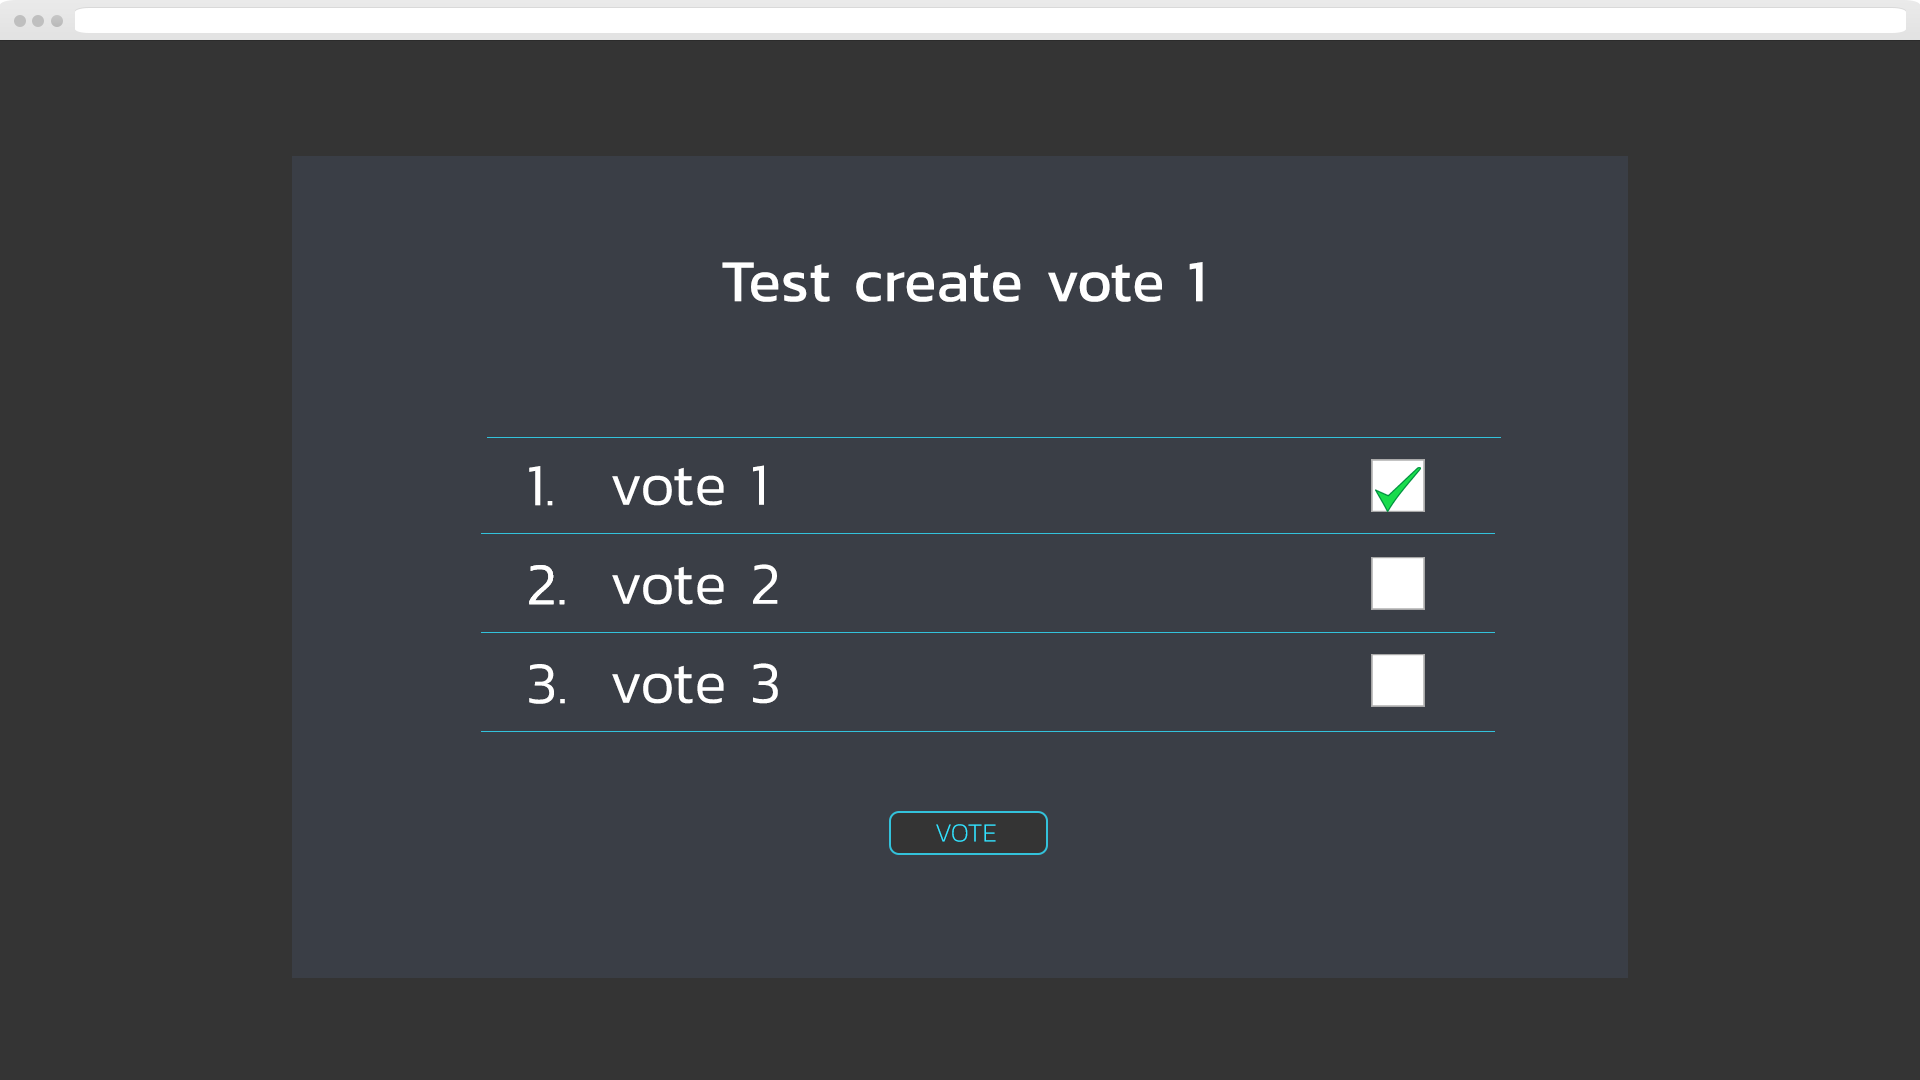 Test create vote 1
1. vote 1
2. vote 2
3. vote 3
VOTE